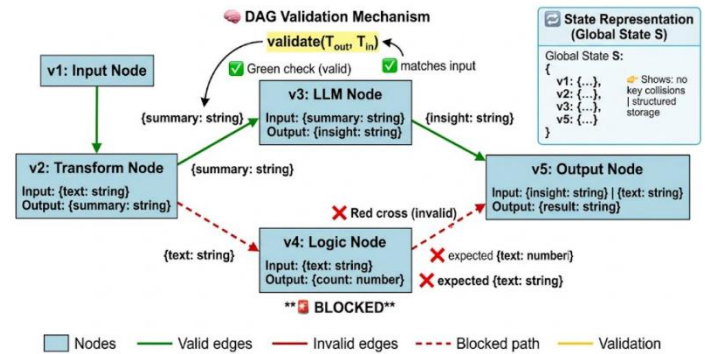 🧠 DAG Validation Mechanism
validate(T_out, T_in)
✅ Green check (valid)
✅ matches input
🔄 State Representation
(Global State S)
Global State S:
{
v1: {...},
v2: {...},
v3: {...},
v5: {...}
}
👉 Shows: no
key collisions
| structured
storage
v1: Input Node
v3: LLM Node
Input: {summary: string}
Output: {insight: string}
{summary: string}
{insight: string}
v2: Transform Node
Input: {text: string}
Output: {summary: string}
{summary: string}
v5: Output Node
Input: {insight: string} | {text: string}
Output: {result: string}
❌ Red cross (invalid)
{text: string}
v4: Logic Node
Input: {text: string}
Output: {count: number}
❌ expected {text: number}
❌ expected {text: string}
**🚨 BLOCKED**
Nodes
Valid edges
Invalid edges
Blocked path
Validation